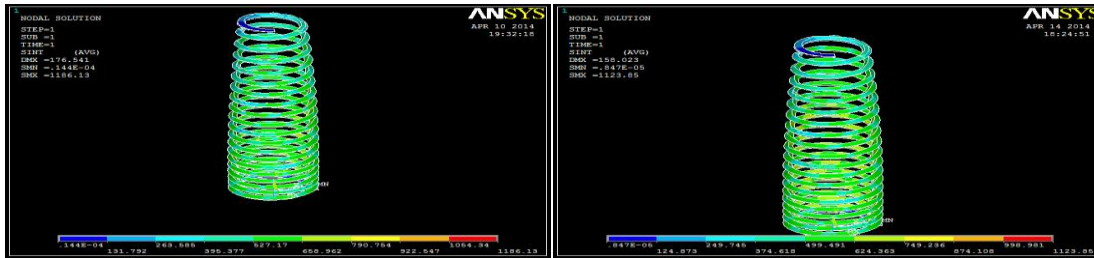 1
NODAL SOLUTION
STEP=1
SUB =1
TIME=1
SINT (AVG)
DMX =176.541
SMN =.144E-04
SMX =1186.13
ANSYS
APR 10 2014
19:32:18
MN
.144E-04 263.585 527.17 790.754 1054.34
131.792 395.377 658.962 922.547 1186.13
1
NODAL SOLUTION
STEP=1
SUB =1
TIME=1
SINT (AVG)
DMX =158.023
SMN =.847E-05
SMX =1123.85
ANSYS
APR 14 2014
18:24:51
MN
.847E-05 249.745 499.491 749.236 998.981
124.873 374.618 624.363 874.108 1123.85